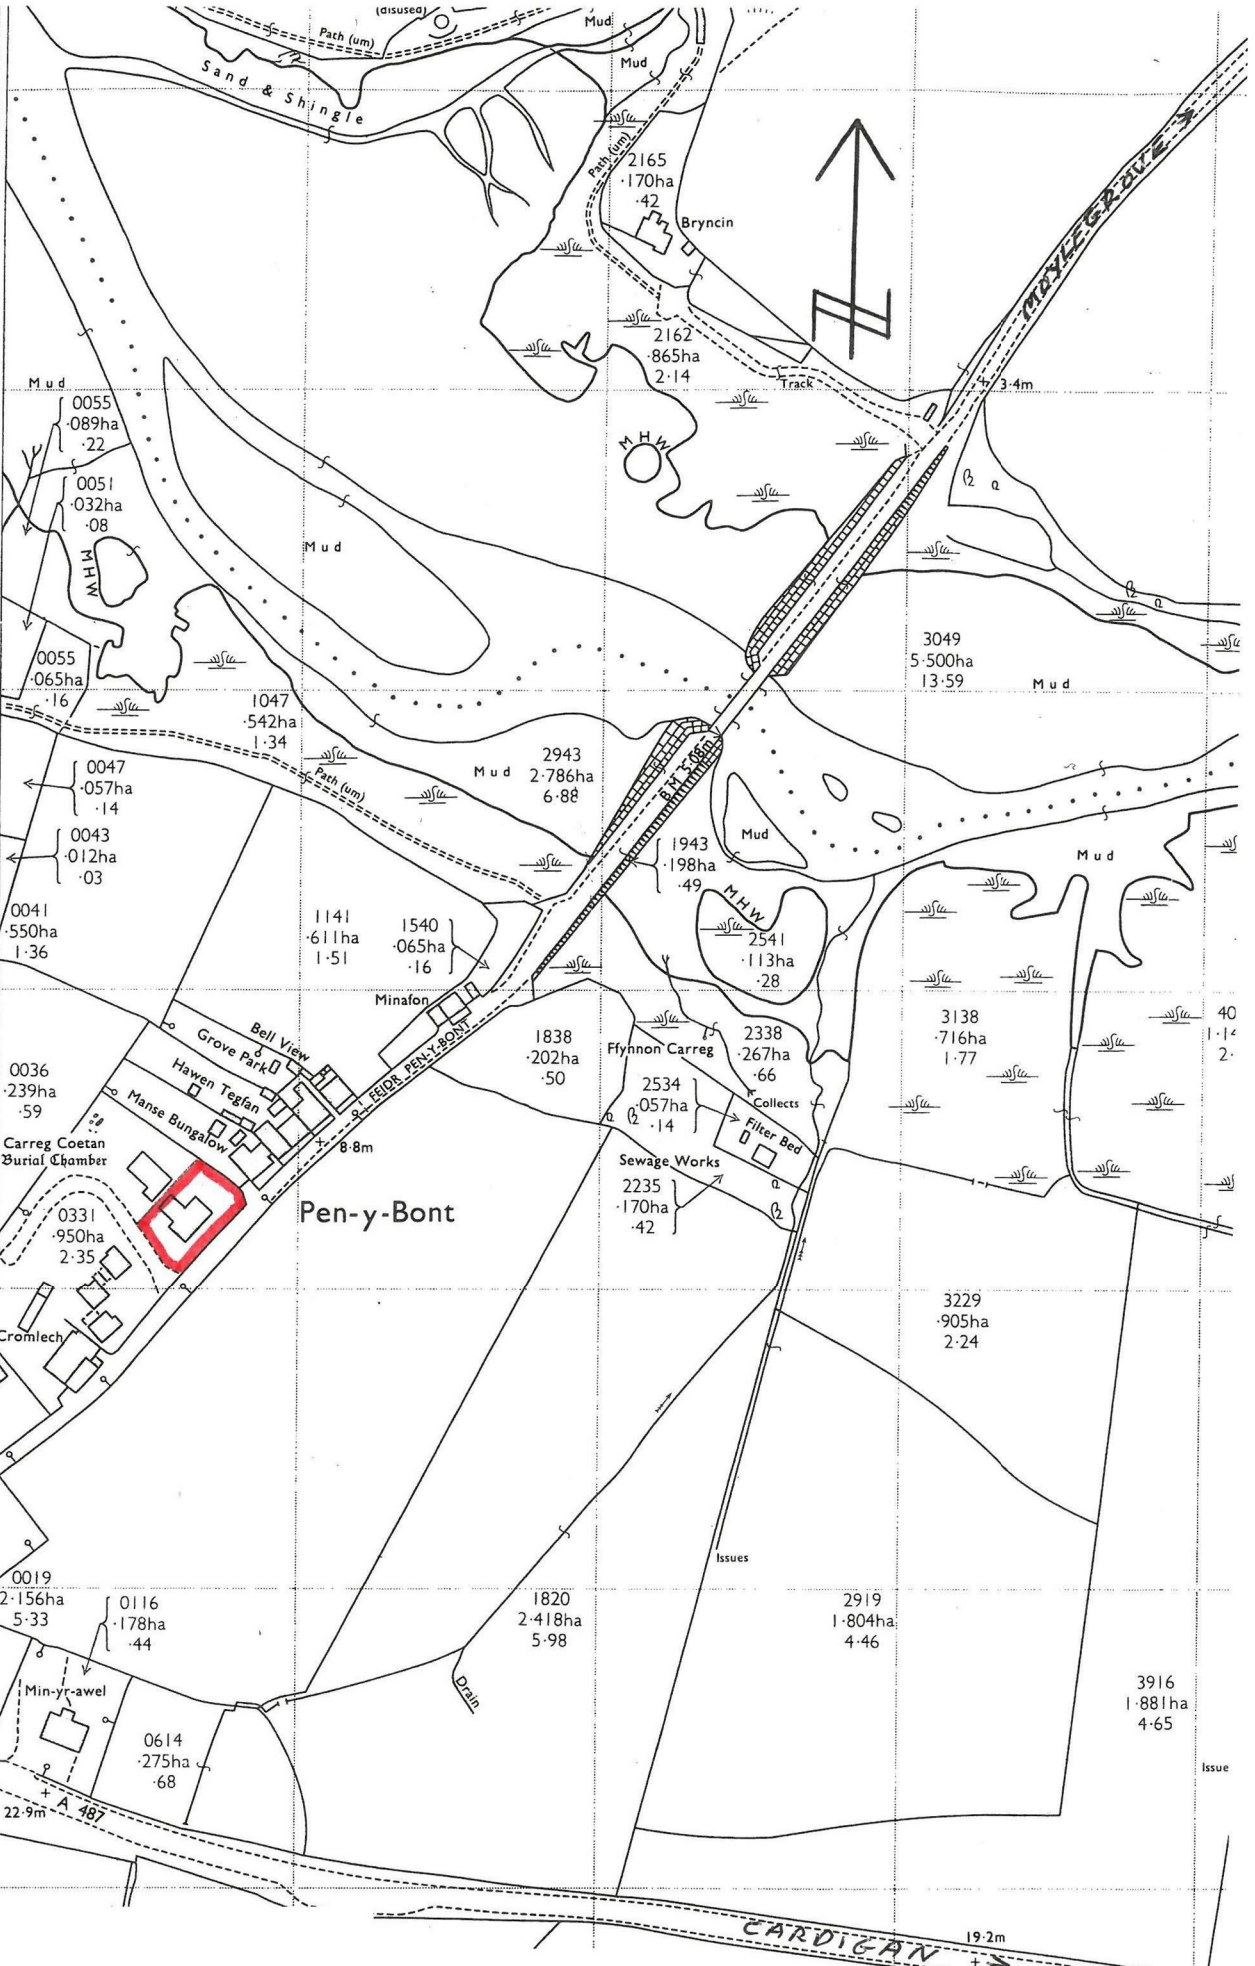 (disused)
Mud
Path (um)
Mud
Sand & Shingle
Path (um)
2165
·170ha
·42
Bryncin
MOYLEGROVE
N
2162
·865ha
2·14
Track
3·4m
Mud
0055
·089ha
·22
MHW
0051
·032ha
·08
Mud
MHW
3049
5·500ha
13·59
Mud
0055
·065ha
·16
1047
·542ha
1·34
Path (um)
Mud
2943
2·786ha
6·88
BM 5·08m
0047
·057ha
·14
Mud
0043
·012ha
·03
1943
·198ha
·49
Mud
MHW
0041
·550ha
1·36
1141
·611ha
1·51
1540
·065ha
·16
2541
·113ha
·28
Minafon
Bell View
Grove Park
Hawen Tegfan
Manse Bungalow
FEIDR PEN-Y-BONT
1838
·202ha
·50
Ffynnon Carreg
2338
·267ha
·66
3138
·716ha
1·77
40
2·
0036
·239ha
·59
2534
·057ha
·14
Collects
Filter Bed
8·8m
Carreg Coetan
Burial Chamber
Sewage Works
2235
·170ha
·42
Pen-y-Bont
0331
·950ha
2·35
Cromlech
3229
·905ha
2·24
Issues
0019
2·156ha
5·33
0116
·178ha
·44
1820
2·418ha
5·98
2919
1·804ha
4·46
Min-yr-awel
Drain
3916
1·881ha
4·65
0614
·275ha
·68
Issue
22·9m
A 487
CARDIGAN
19·2m